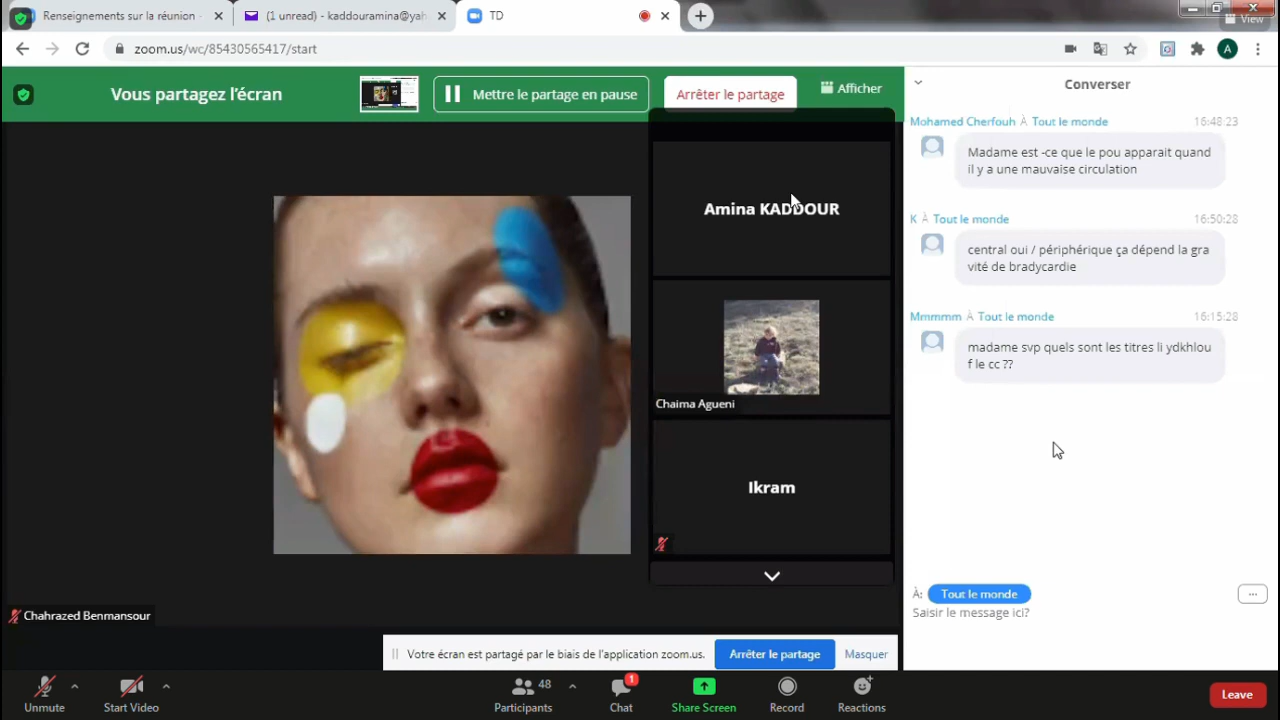 Renseignements sur la réunion -
(1 unread) - kaddouramina@yah
TD
View
zoom.us/wc/85430565417/start
A
Vous partagez l'écran
Mettre le partage en pause
Arrêter le partage
Afficher
Amina KADDOUR
Chaima Agueni
Ikram
Chahrazed Benmansour
Converser
Mohamed Cherfouh À Tout le monde 16:48:23
Madame est -ce que le pou apparait quand
il y a une mauvaise circulation
K À Tout le monde 16:50:28
central oui / périphérique ça dépend la gra
vité de bradycardie
Mmmmm À Tout le monde 16:15:28
madame svp quels sont les titres li ydkhlou
f le cc ??
À: Tout le monde
...
Saisir le message ici?
Votre écran est partagé par le biais de l'application zoom.us.
Arrêter le partage
Masquer
Unmute
Start Video
48
Participants
1
Chat
Share Screen
Record
Reactions
Leave